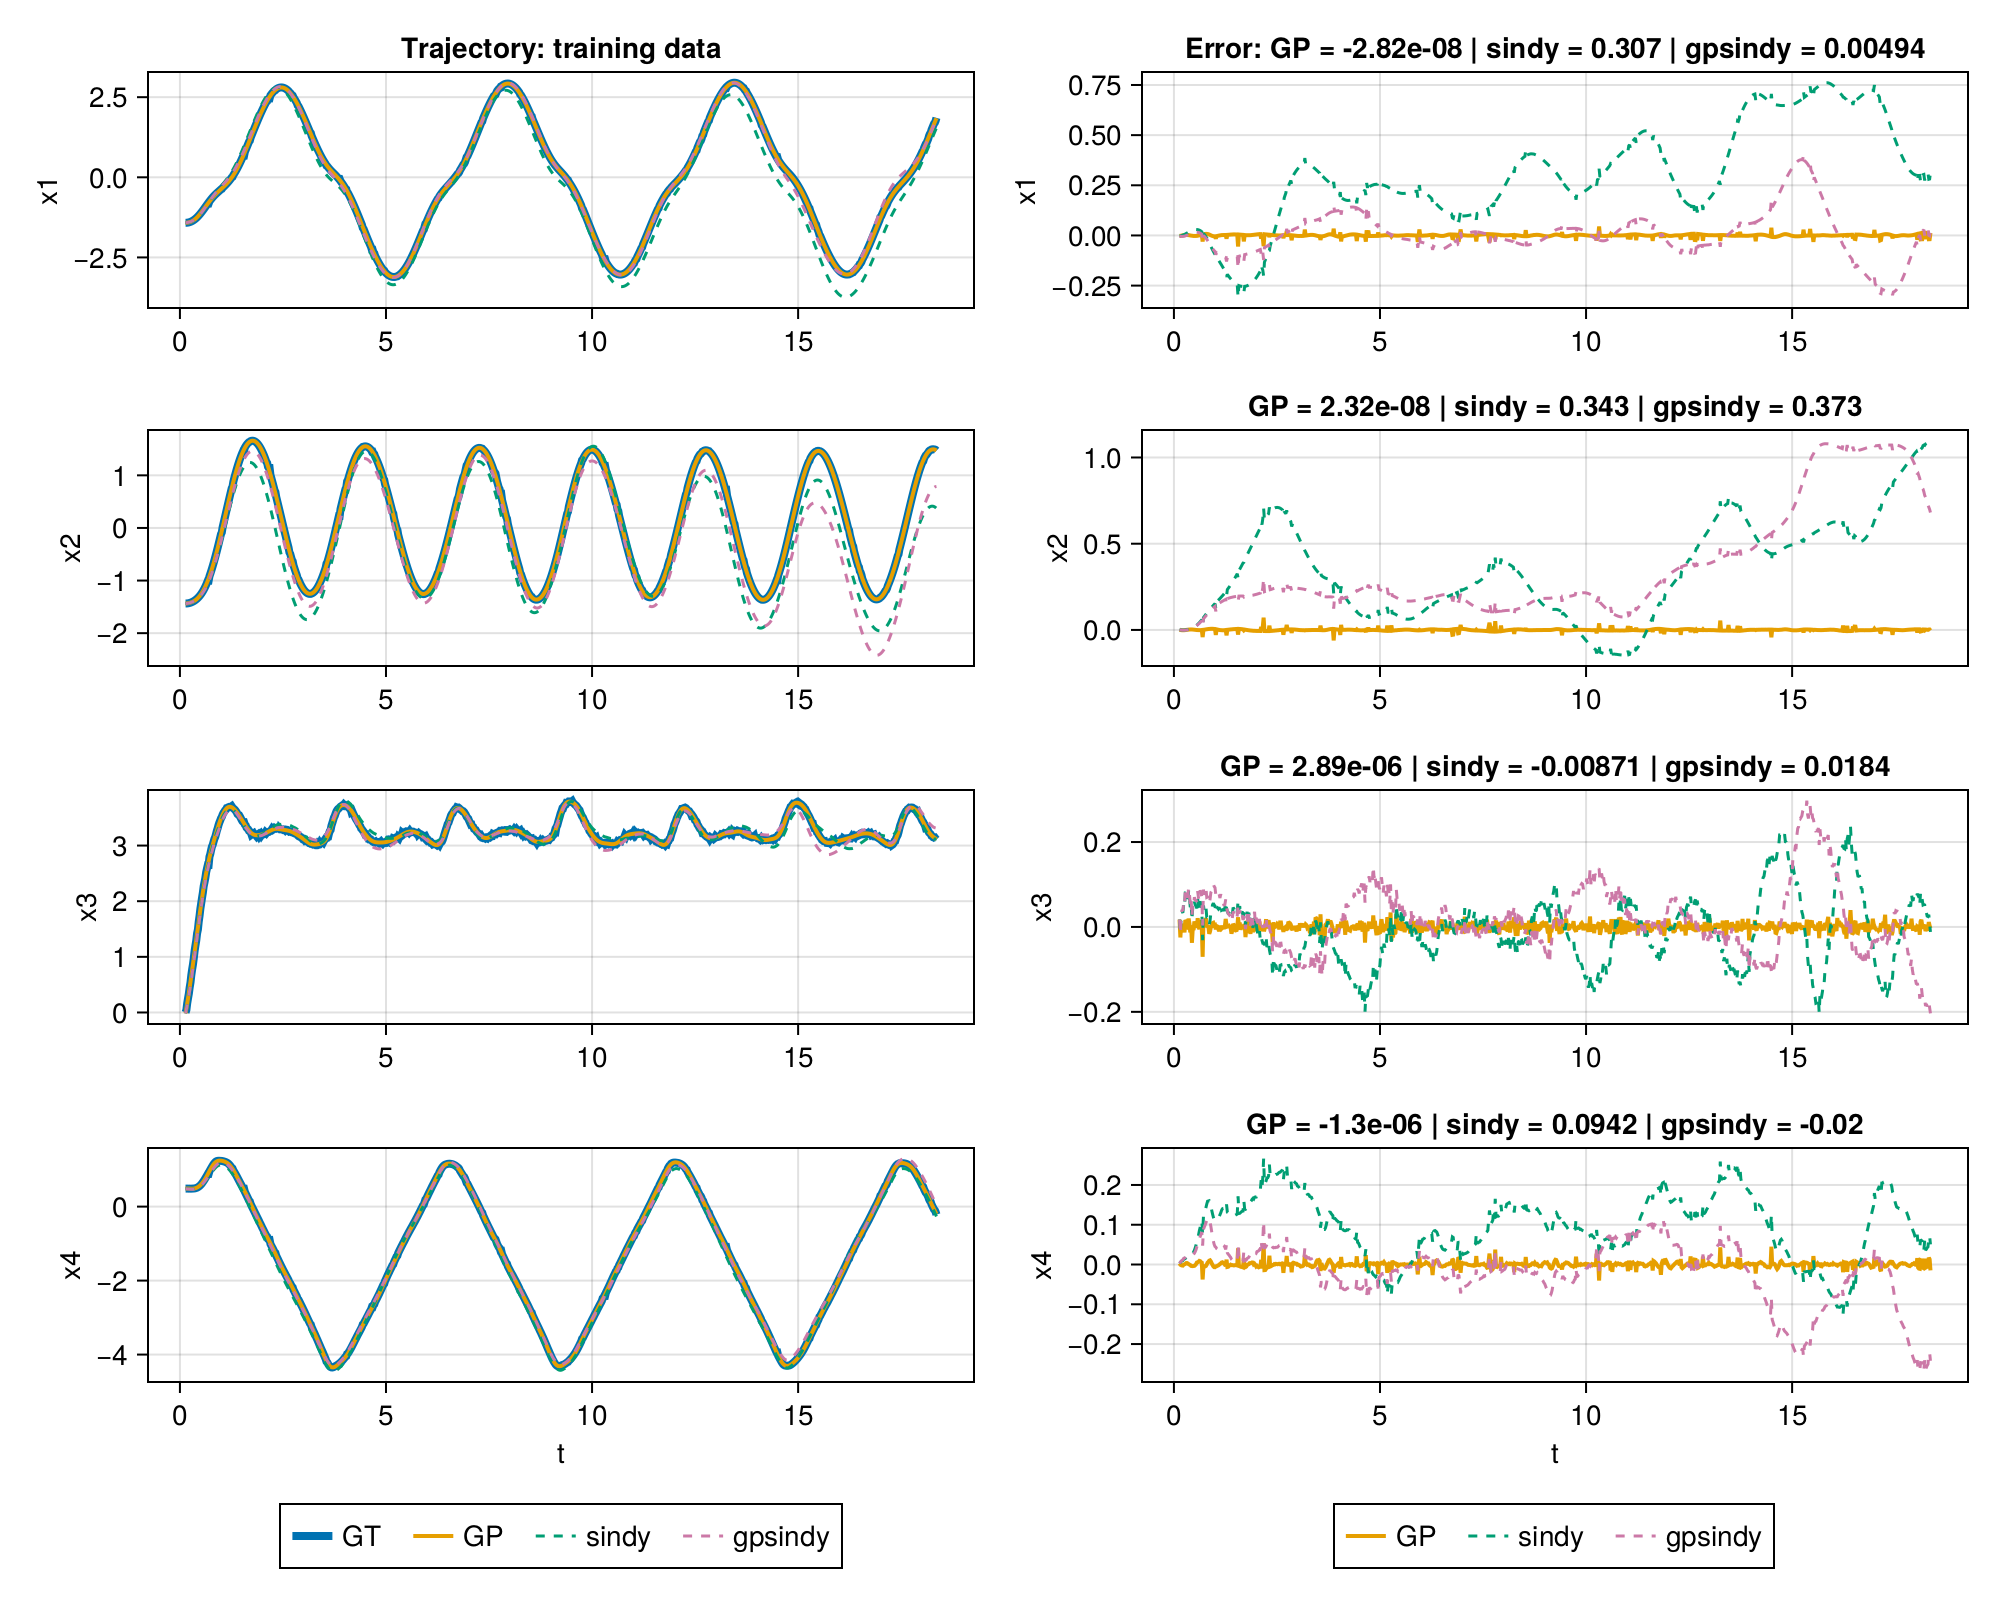 Trajectory: training data
2.5
0.0
−2.5
x1
0 5 10 15
Error: GP = -2.82e-08 | sindy = 0.307 | gpsindy = 0.00494
0.75
0.50
0.25
0.00
−0.25
x1
0 5 10 15
1
0
−1
−2
x2
0 5 10 15
GP = 2.32e-08 | sindy = 0.343 | gpsindy = 0.373
1.0
0.5
0.0
x2
0 5 10 15
3
2
1
0
x3
0 5 10 15
GP = 2.89e-06 | sindy = -0.00871 | gpsindy = 0.0184
0.2
0.0
−0.2
x3
0 5 10 15
0
−2
−4
x4
0 5 10 15
t
GP = -1.3e-06 | sindy = 0.0942 | gpsindy = -0.02
0.2
0.1
0.0
−0.1
−0.2
x4
0 5 10 15
t
GT GP sindy gpsindy
GP sindy gpsindy